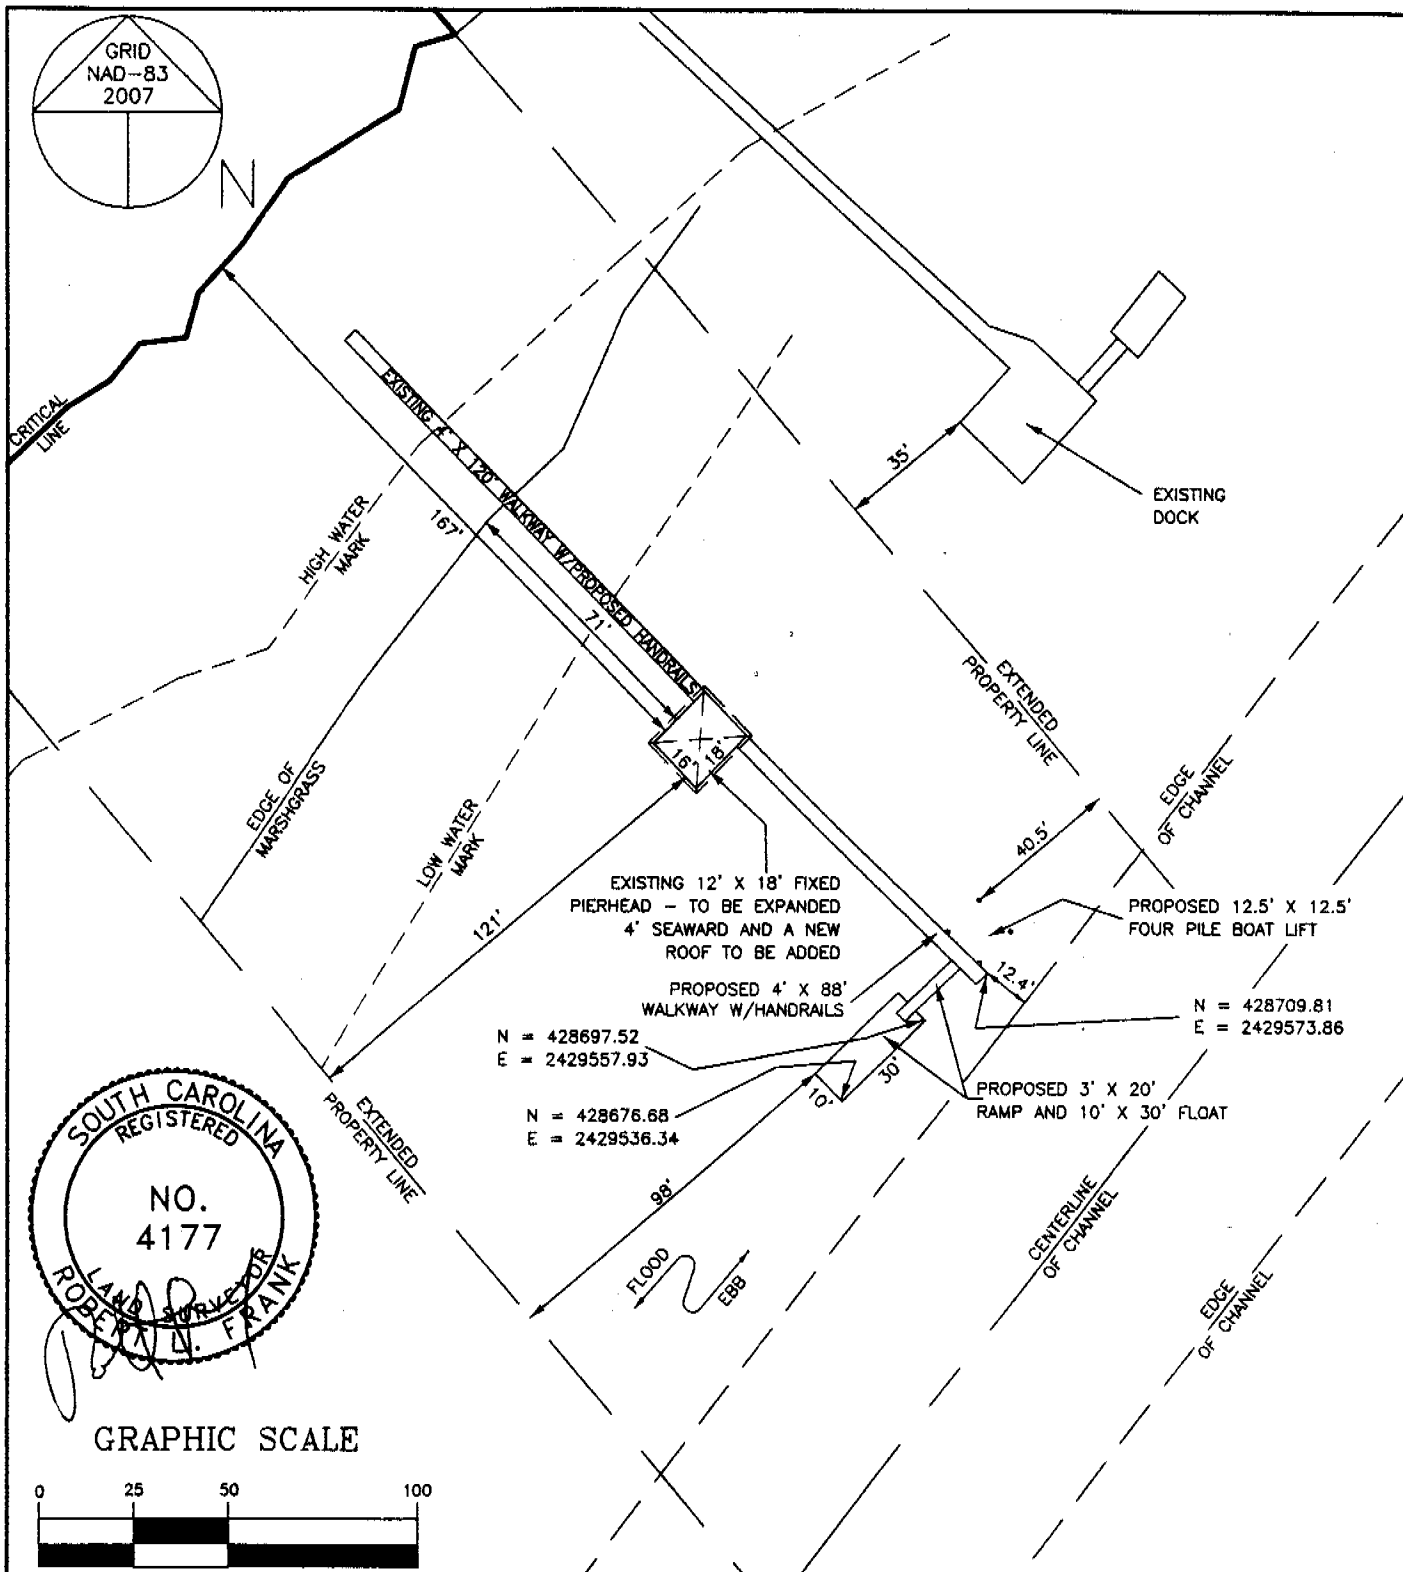 GRID
NAD-83
2007
N
CRITICAL
LINE
EXISTING 4' X 120' WALKWAY W/PROPOSED HANDRAILS
167'
71'
HIGH WATER
MARK
35'
EXISTING
DOCK
EDGE OF
MARSHGRASS
LOW WATER
MARK
16'
18'
121'
EXTENDED
PROPERTY LINE
EDGE
OF CHANNEL
40.5'
EXISTING 12' X 18' FIXED
PIERHEAD - TO BE EXPANDED
4' SEAWARD AND A NEW
ROOF TO BE ADDED
PROPOSED 12.5' X 12.5'
FOUR PILE BOAT LIFT
PROPOSED 4' X 88'
WALKWAY W/HANDRAILS
12.4'
N = 428709.81
E = 2429573.86
N = 428697.52
E = 2429557.93
30'
10'
PROPOSED 3' X 20'
RAMP AND 10' X 30' FLOAT
N = 428676.68
E = 2429536.34
EXTENDED
PROPERTY LINE
98'
FLOOD
EBB
CENTERLINE
OF CHANNEL
EDGE
OF CHANNEL
SOUTH CAROLINA
REGISTERED
NO.
4177
LAND SURVEYOR
ROBERT L. FRANK
GRAPHIC SCALE
0 25 50 100